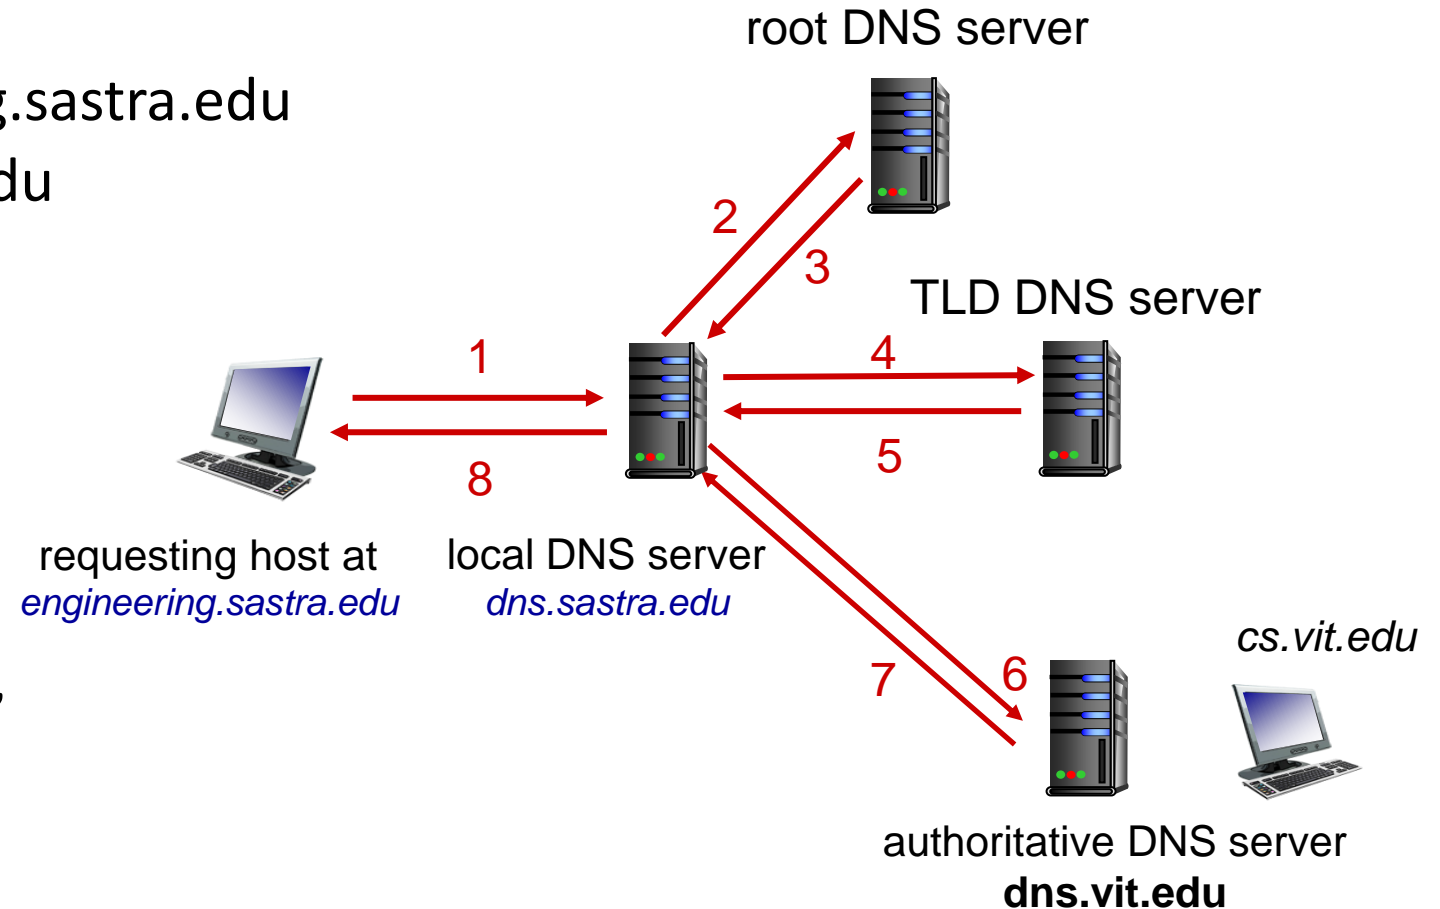 root DNS server
g.sastra.edu
du
2
3
TLD DNS server
1
4
8
5
requesting host at
engineering.sastra.edu
local DNS server
dns.sastra.edu
cs.vit.edu
7
6
,
authoritative DNS server
dns.vit.edu